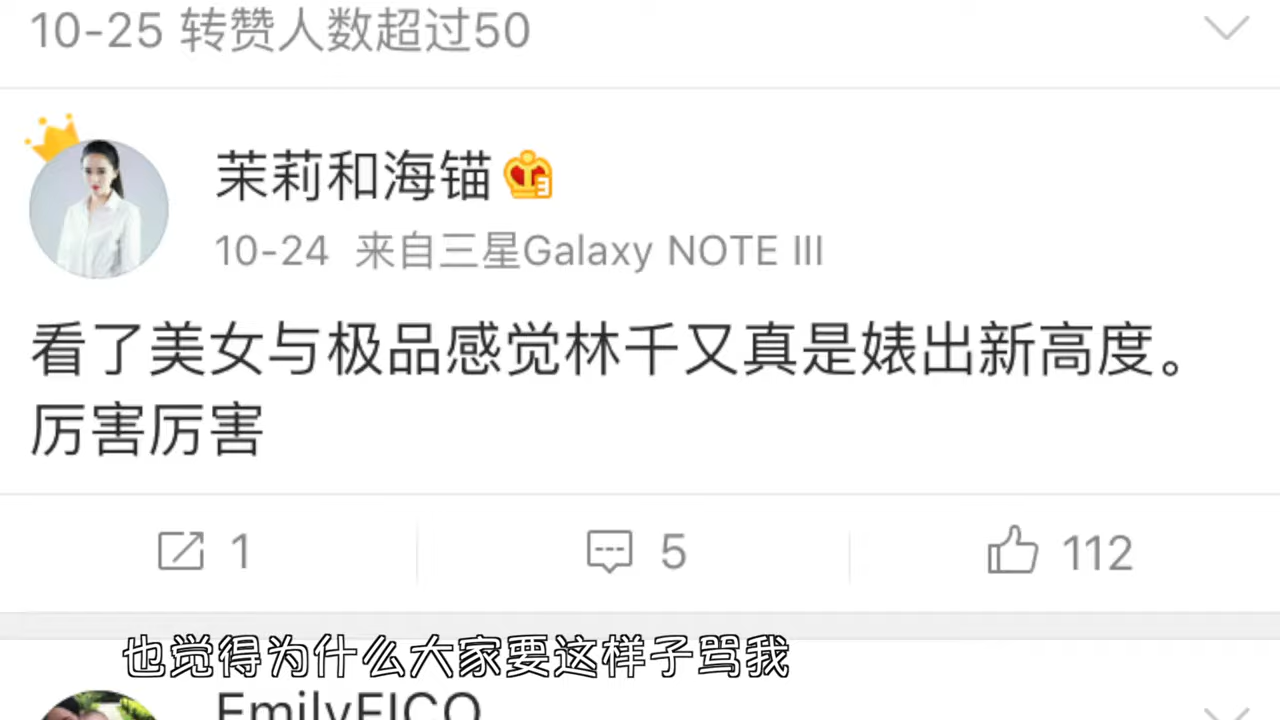 10-25 转赞人数超过50
茉莉和海锚
10-24 来自三星Galaxy NOTE III
看了美女与极品感觉林千又真是婊出新高度。
厉害厉害
1
5
112
也觉得为什么大家要这样子骂我
EmilyFICO